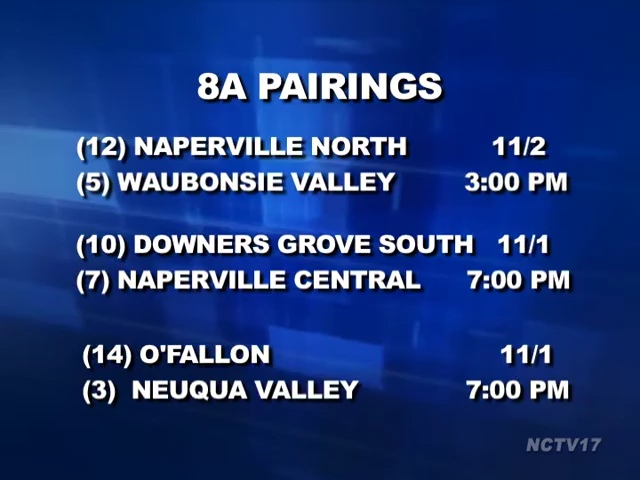 8A PAIRINGS
(12) NAPERVILLE NORTH 11/2
(5) WAUBONSIE VALLEY 3:00 PM
(10) DOWNERS GROVE SOUTH 11/1
(7) NAPERVILLE CENTRAL 7:00 PM
(14) O'FALLON 11/1
(3) NEUQUA VALLEY 7:00 PM
NCTV17